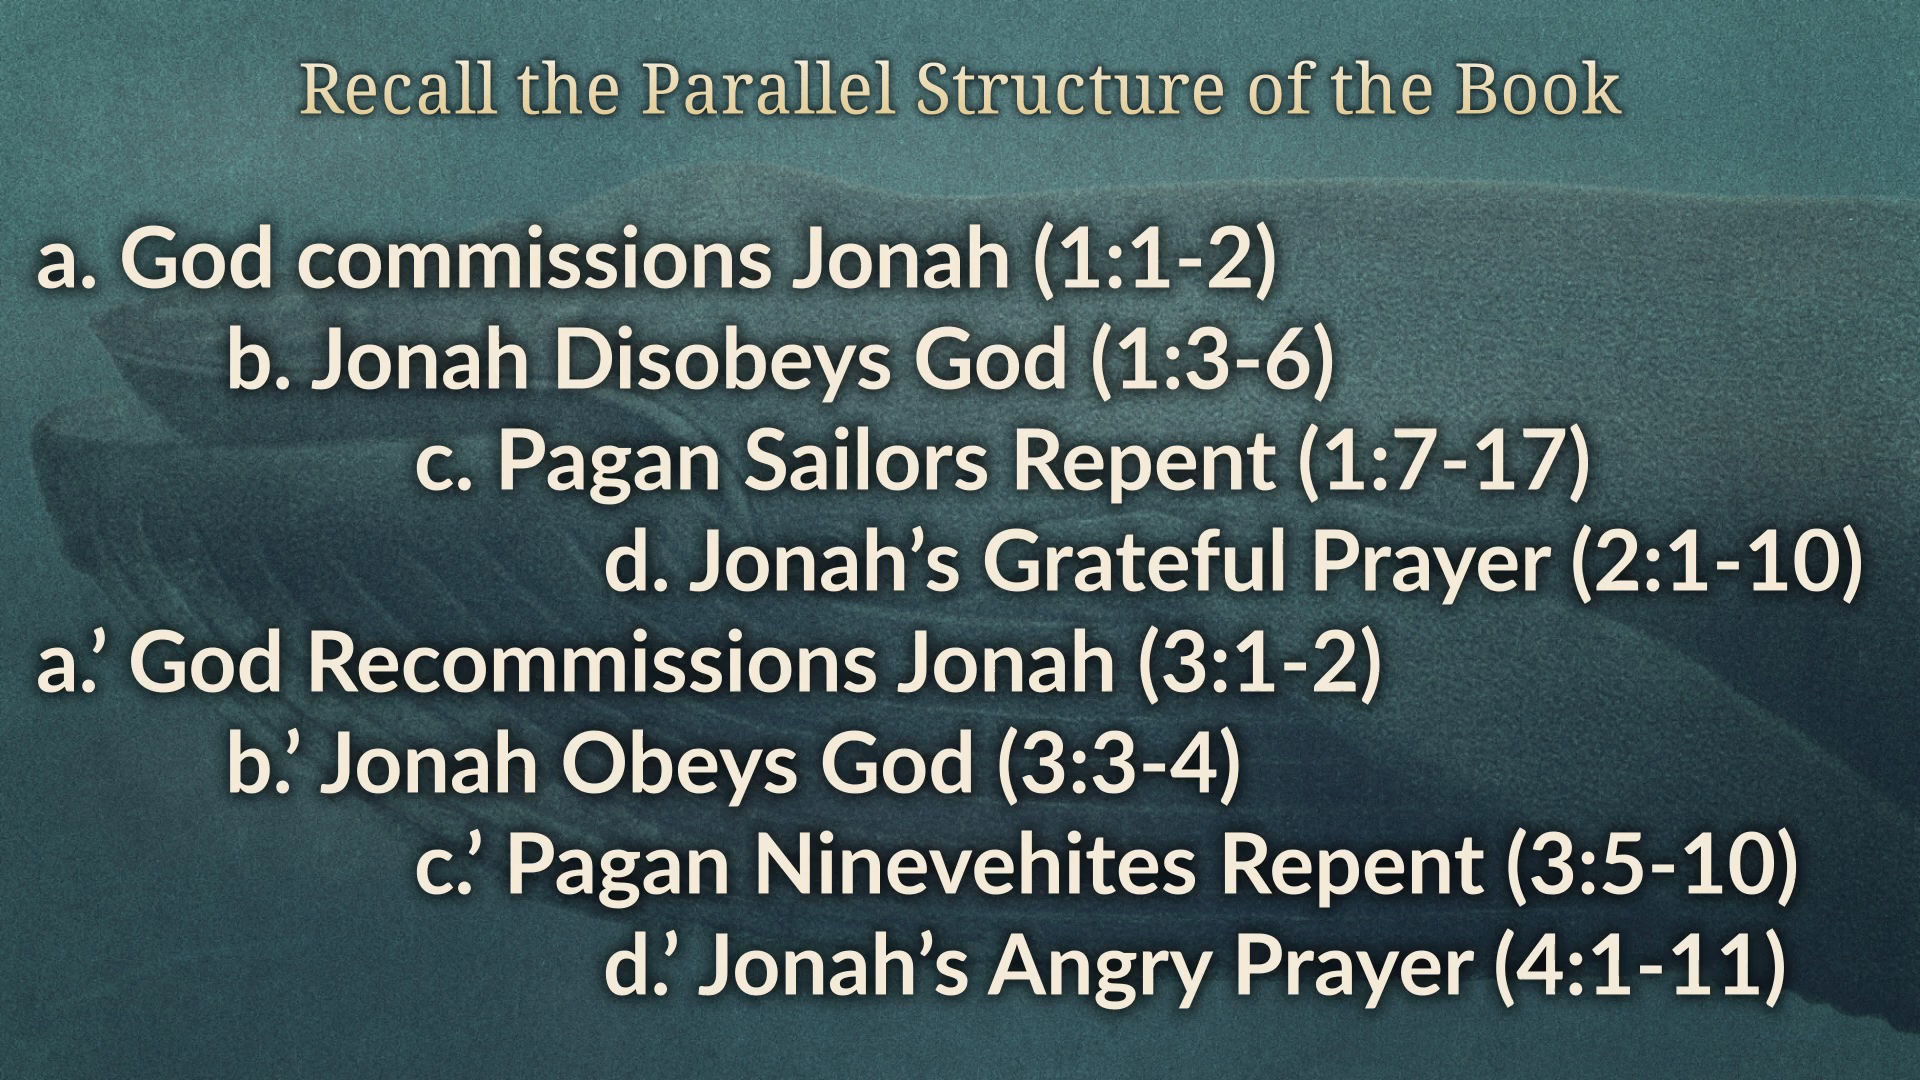 Recall the Parallel Structure of the Book
a. God commissions Jonah (1:1-2)
b. Jonah Disobeys God (1:3-6)
c. Pagan Sailors Repent (1:7-17)
d. Jonah’s Grateful Prayer (2:1-10)
a.’ God Recommissions Jonah (3:1-2)
b.’ Jonah Obeys God (3:3-4)
c.’ Pagan Ninevehites Repent (3:5-10)
d.’ Jonah’s Angry Prayer (4:1-11)